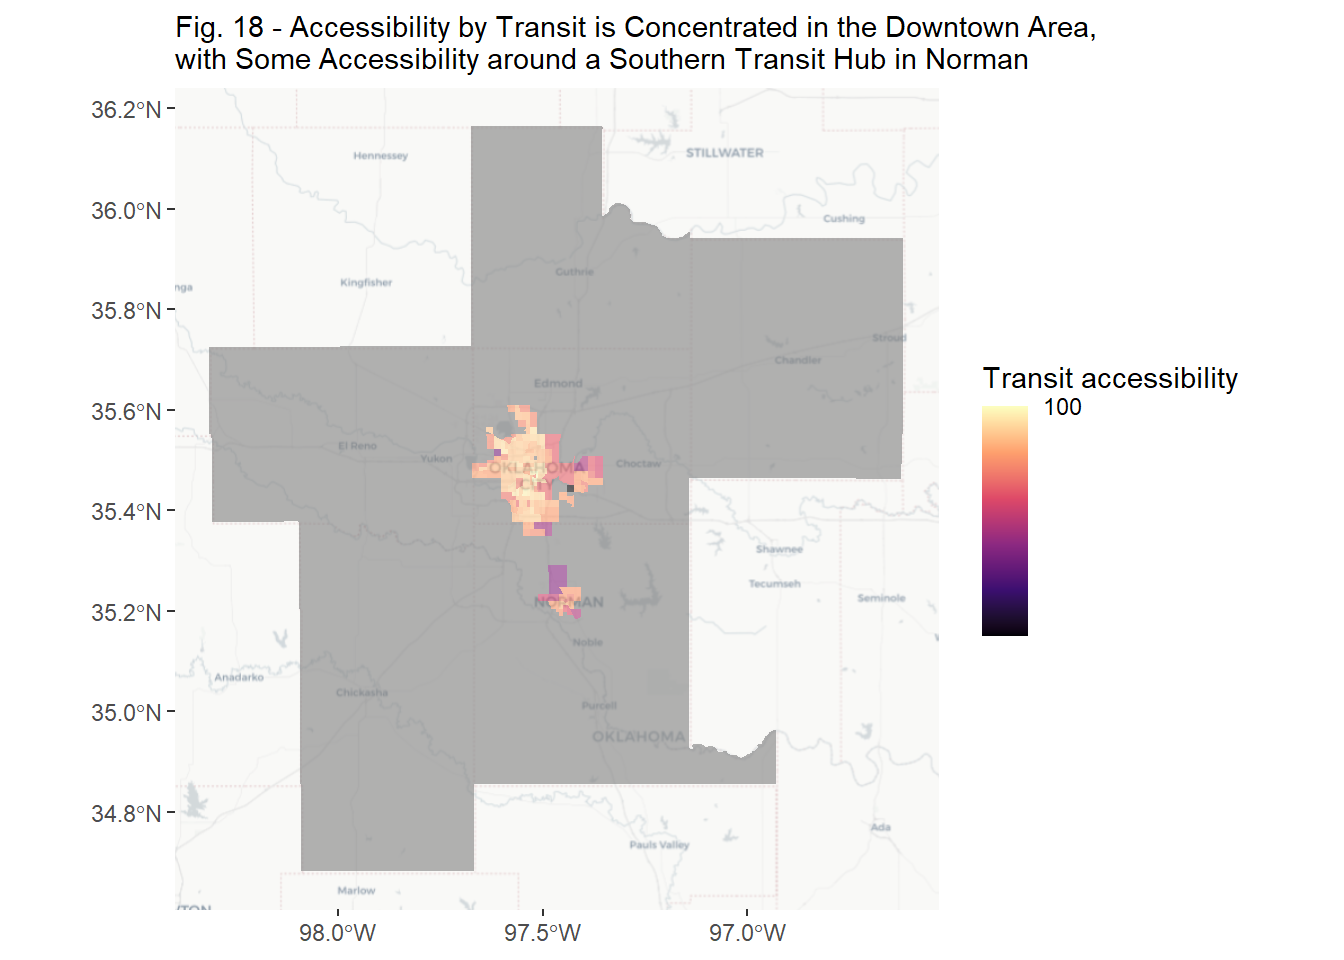 Fig. 18 - Accessibility by Transit is Concentrated in the Downtown Area,
with Some Accessibility around a Southern Transit Hub in Norman
36.2°N
Hennessey
STILLWATER
36.0°N
Cushing
Guthrie
Kingfisher
nga
35.8°N
Stroud
Chandler
Transit accessibility
100
Edmond
35.6°N
El Reno
Yukon
OKLAHOMA
CITY
Choctaw
35.4°N
Shawnee
Tecumseh
Seminole
35.2°N
NORMAN
Noble
Anadarko
Chickasha
35.0°N
Purcell
OKLAHOMA
34.8°N
Ada
Pauls Valley
Marlow
98.0°W
97.5°W
97.0°W